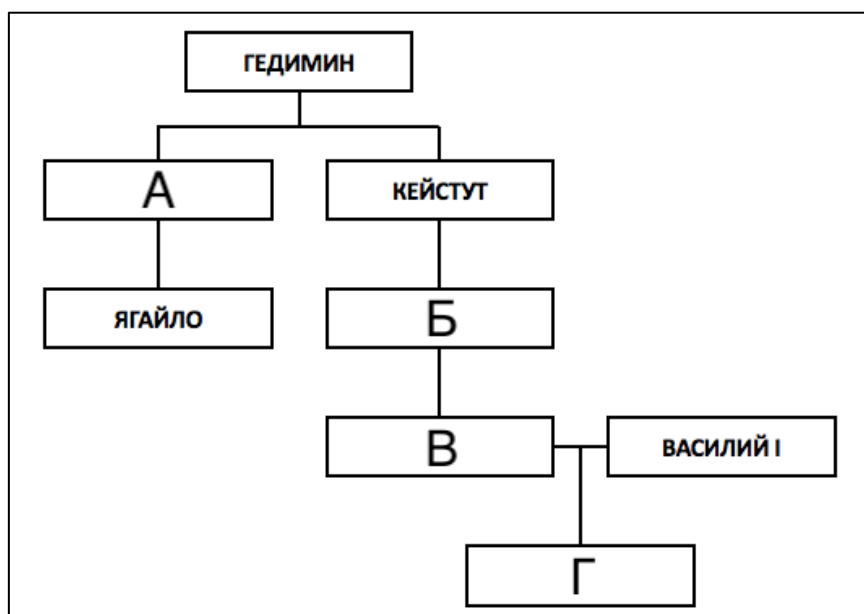 ГЕДИМИН
А
КЕЙСТУТ
ЯГАЙЛО
Б
В
ВАСИЛИЙ I
Г